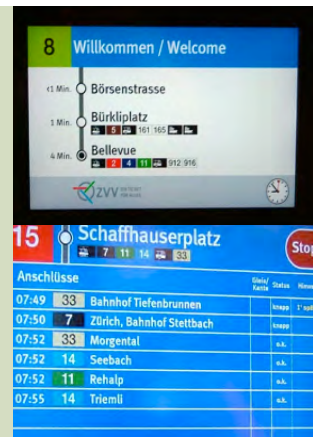 8 Willkommen / Welcome
<1 Min. Börsenstrasse
1 Min. Bürkliplatz
5 161 165
4 Min. Bellevue
2 4 11 912 916
ZVV
15 Schaffhauserplatz
7 11 14 33
Stop
Anschlüsse Gleis/ Kante Status
07:49 33 Bahnhof Tiefenbrunnen knapp
07:50 7 Zürich, Bahnhof Stettbach knapp
07:52 33 Morgental o.k.
07:52 14 Seebach o.k.
07:52 11 Rehalp o.k.
07:55 14 Triemli o.k.